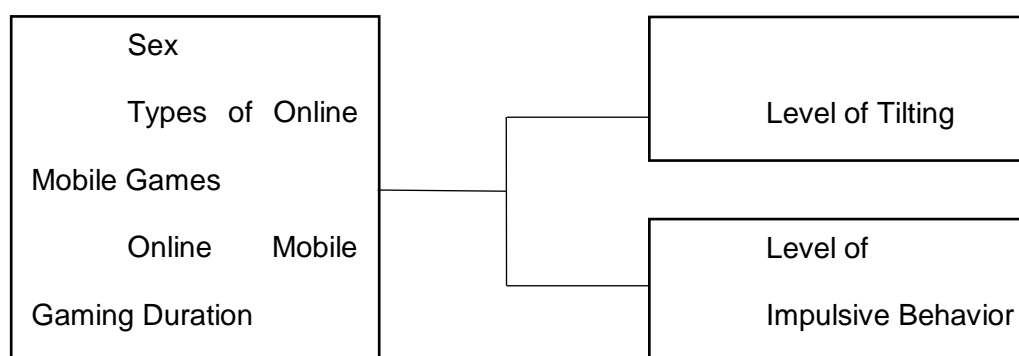 Sex
Types of Online
Mobile Games
Online Mobile
Gaming Duration
Level of Tilting
Level of
Impulsive Behavior